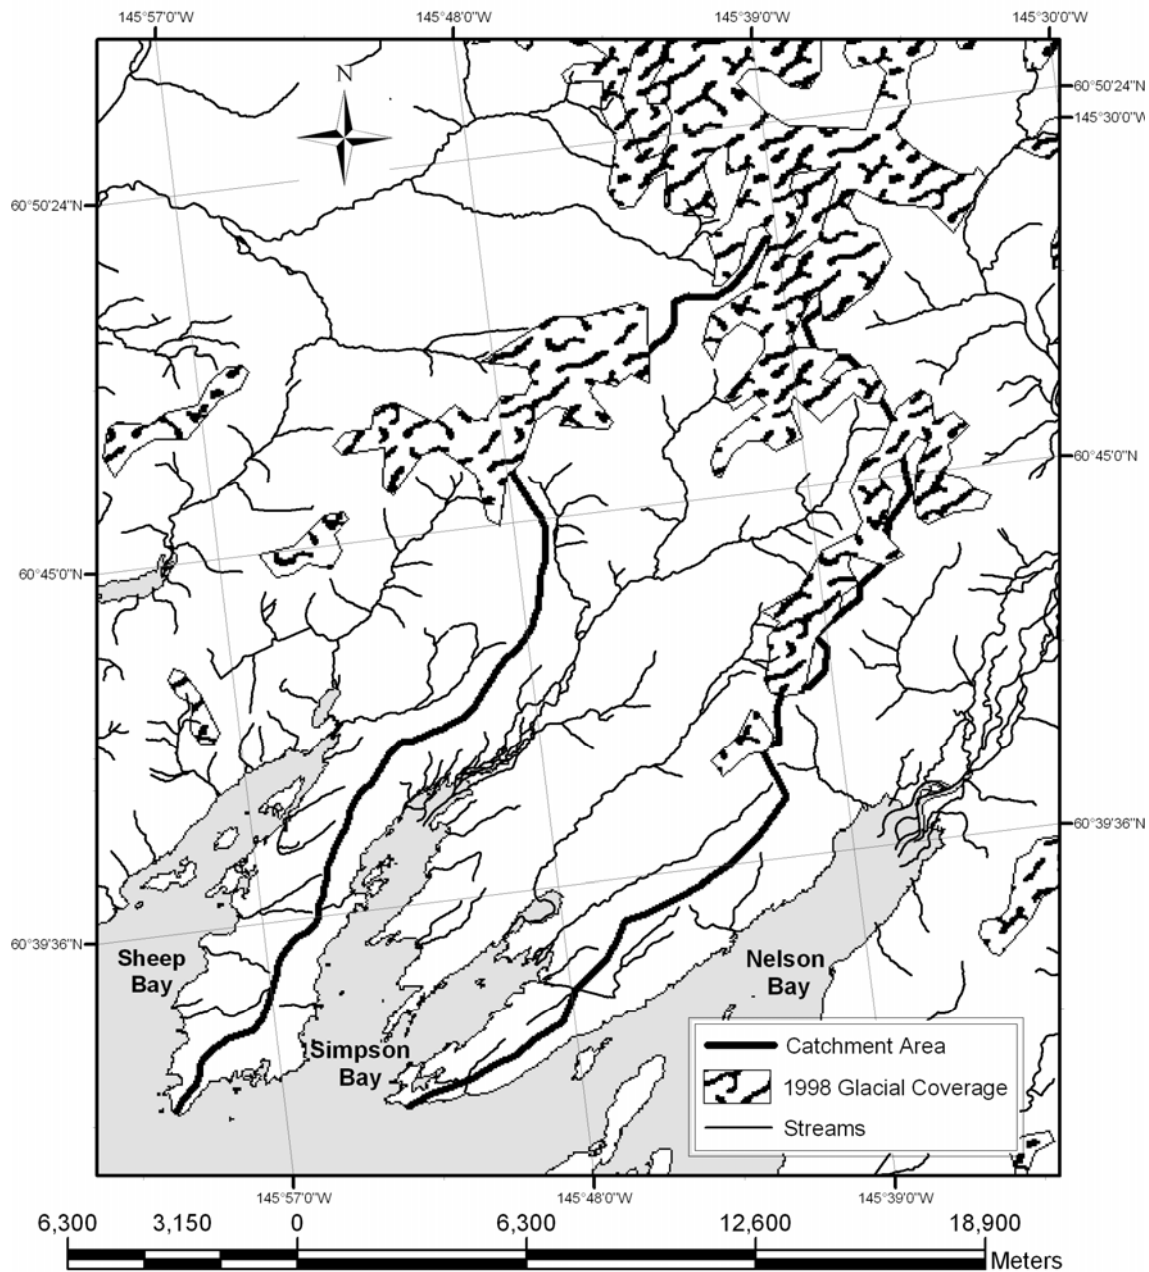 145°57'0"W 145°48'0"W 145°39'0"W 145°30'0"W
N
60°50'24"N
145°30'0"W
60°50'24"N
60°45'0"N
60°45'0"N
60°39'36"N
60°39'36"N
Sheep
Bay
Nelson
Bay
Simpson
Bay
Catchment Area
1998 Glacial Coverage
Streams
145°57'0"W 145°48'0"W 145°39'0"W
6,300 3,150 0 6,300 12,600 18,900
Meters